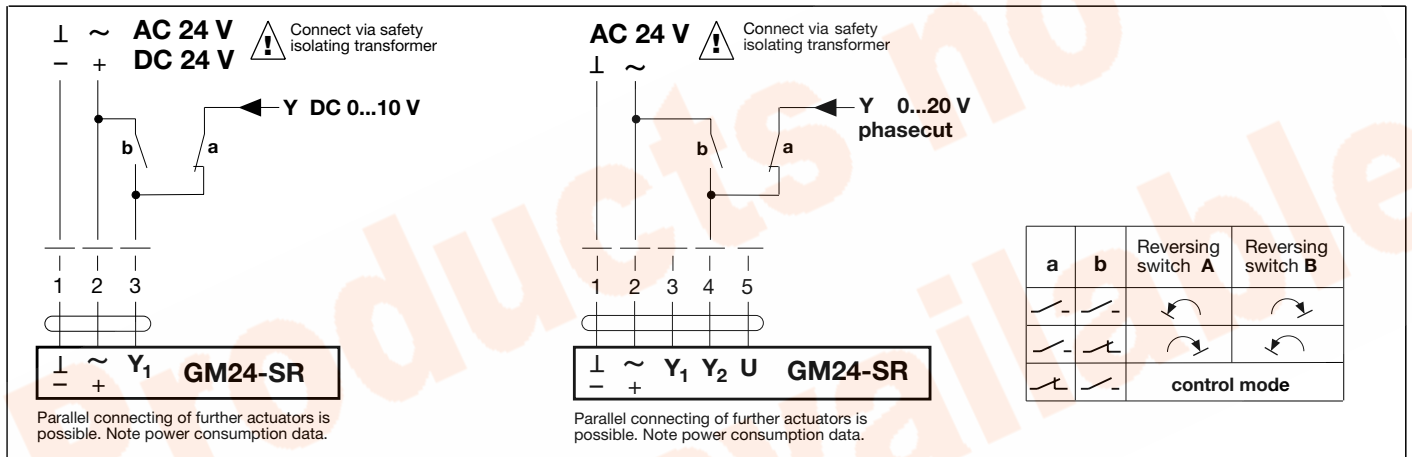 ⊥ ~ AC 24 V
− + DC 24 V
! Connect via safety
isolating transformer
Y DC 0...10 V
b a
1 2 3
⊥ ~ Y₁ GM24-SR
− +
Parallel connecting of further actuators is
possible. Note power consumption data.
AC 24 V
! Connect via safety
isolating transformer
⊥ ~
Y 0...20 V
phasecut
b a
1 2 3 4 5
⊥ ~ Y₁ Y₂ U GM24-SR
− +
Parallel connecting of further actuators is
possible. Note power consumption data.
a b Reversing switch A Reversing switch B
control mode
Products no
available